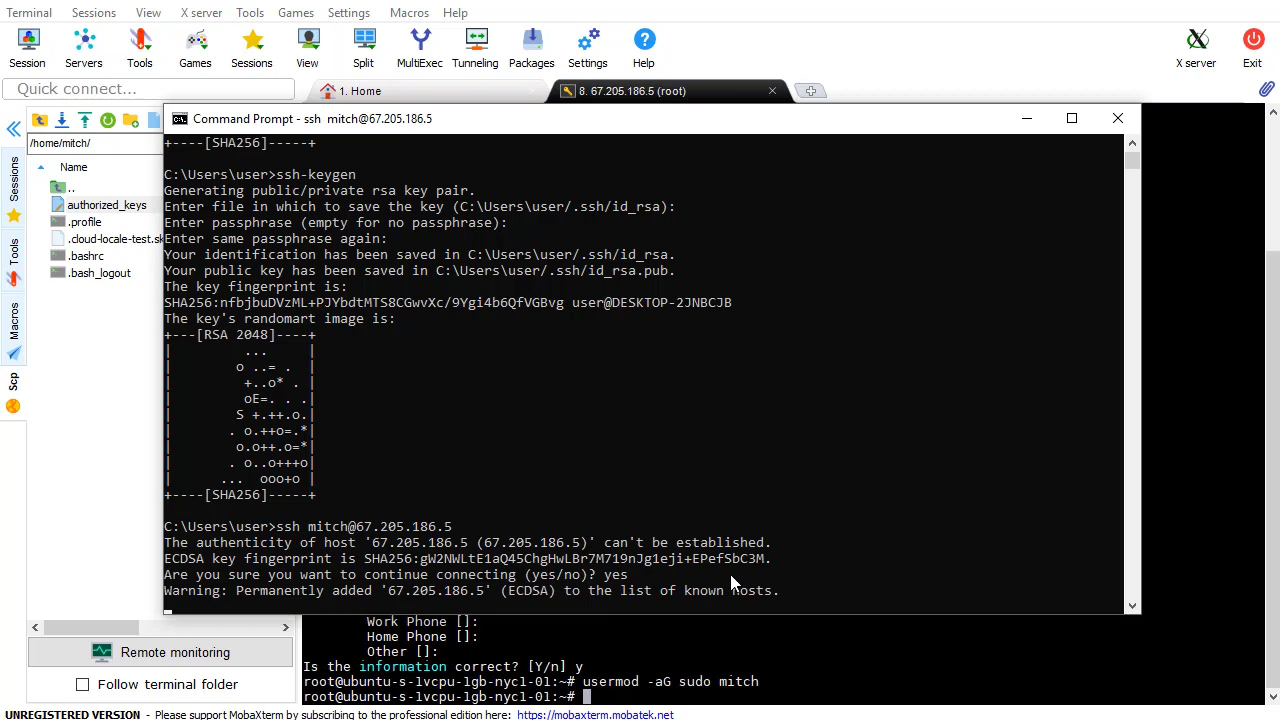 Terminal Sessions View X server Tools Games Settings Macros Help
Session Servers Tools Games Sessions View Split MultiExec Tunneling Packages Settings Help X server Exit
Quick connect...
1. Home
8. 67.205.186.5 (root)
/home/mitch/
Name
..
authorized_keys
.profile
.cloud-locale-test.sk
.bashrc
.bash_logout
Sessions
Tools
Macros
Scp
Command Prompt - ssh mitch@67.205.186.5
+----[SHA256]-----+
C:\Users\user>ssh-keygen
Generating public/private rsa key pair.
Enter file in which to save the key (C:\Users\user/.ssh/id_rsa):
Enter passphrase (empty for no passphrase):
Enter same passphrase again:
Your identification has been saved in C:\Users\user/.ssh/id_rsa.
Your public key has been saved in C:\Users\user/.ssh/id_rsa.pub.
The key fingerprint is:
SHA256:nfbjbuDVzML+PJYbdtMTS8CGwvXc/9Ygi4b6QfVGBvg user@DESKTOP-2JNBCJB
The key's randomart image is:
+---[RSA 2048]----+
|         ...     |
|        o ..= .  |
|         +..o* . |
|         oE=. . .|
|        S +.++.o.|
|       . o.++o=.*|
|        o.o++.o=*|
|       . o..o+++o|
|      ...  ooo+o |
+----[SHA256]-----+
C:\Users\user>ssh mitch@67.205.186.5
The authenticity of host '67.205.186.5 (67.205.186.5)' can't be established.
ECDSA key fingerprint is SHA256:gW2NWLtE1aQ45ChgHwLBr7M719nJg1eji+EPefSbC3M.
Are you sure you want to continue connecting (yes/no)? yes
Warning: Permanently added '67.205.186.5' (ECDSA) to the list of known hosts.
Work Phone []:
Home Phone []:
Other []:
Is the information correct? [Y/n] y
root@ubuntu-s-1vcpu-1gb-nyc1-01:~# usermod -aG sudo mitch
root@ubuntu-s-1vcpu-1gb-nyc1-01:~#
Remote monitoring
Follow terminal folder
UNREGISTERED VERSION - Please support MobaXterm by subscribing to the professional edition here: https://mobaxterm.mobatek.net